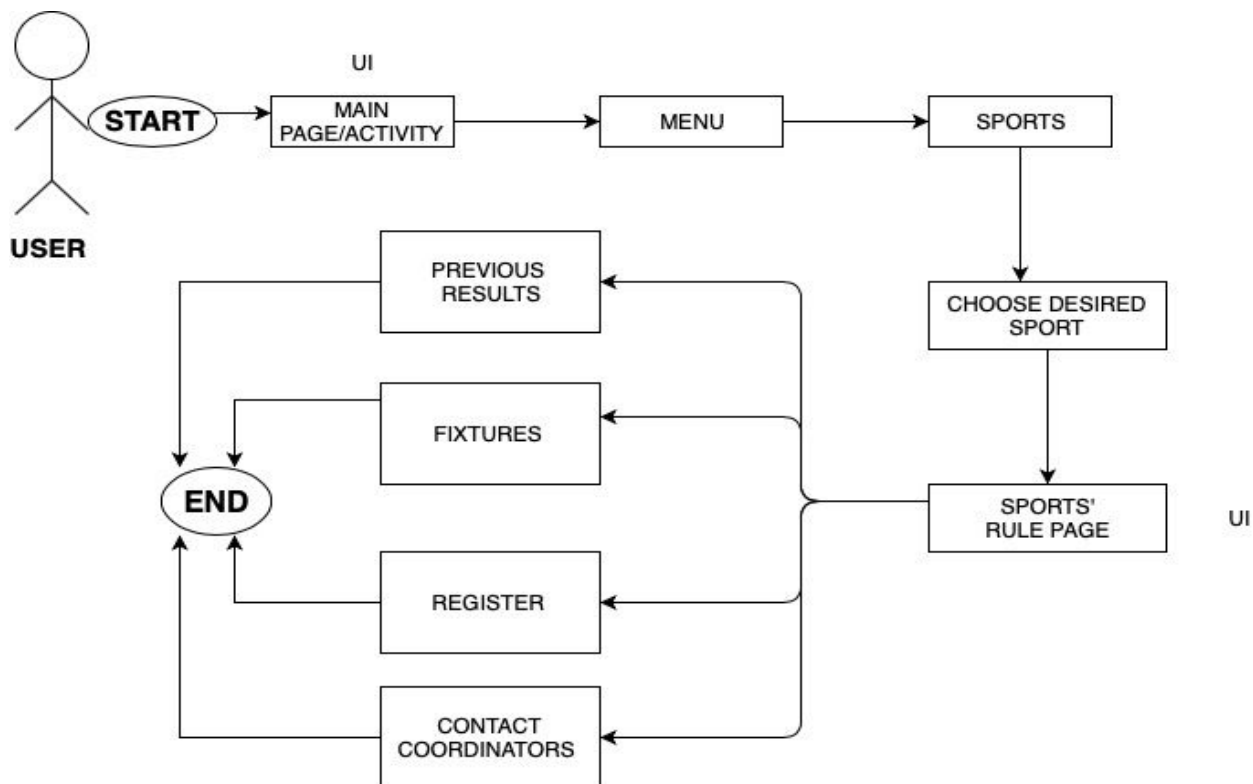 UI
START
MAIN
PAGE/ACTIVITY
MENU
SPORTS
USER
PREVIOUS
RESULTS
CHOOSE DESIRED
SPORT
FIXTURES
END
SPORTS'
RULE PAGE
UI
REGISTER
CONTACT
COORDINATORS